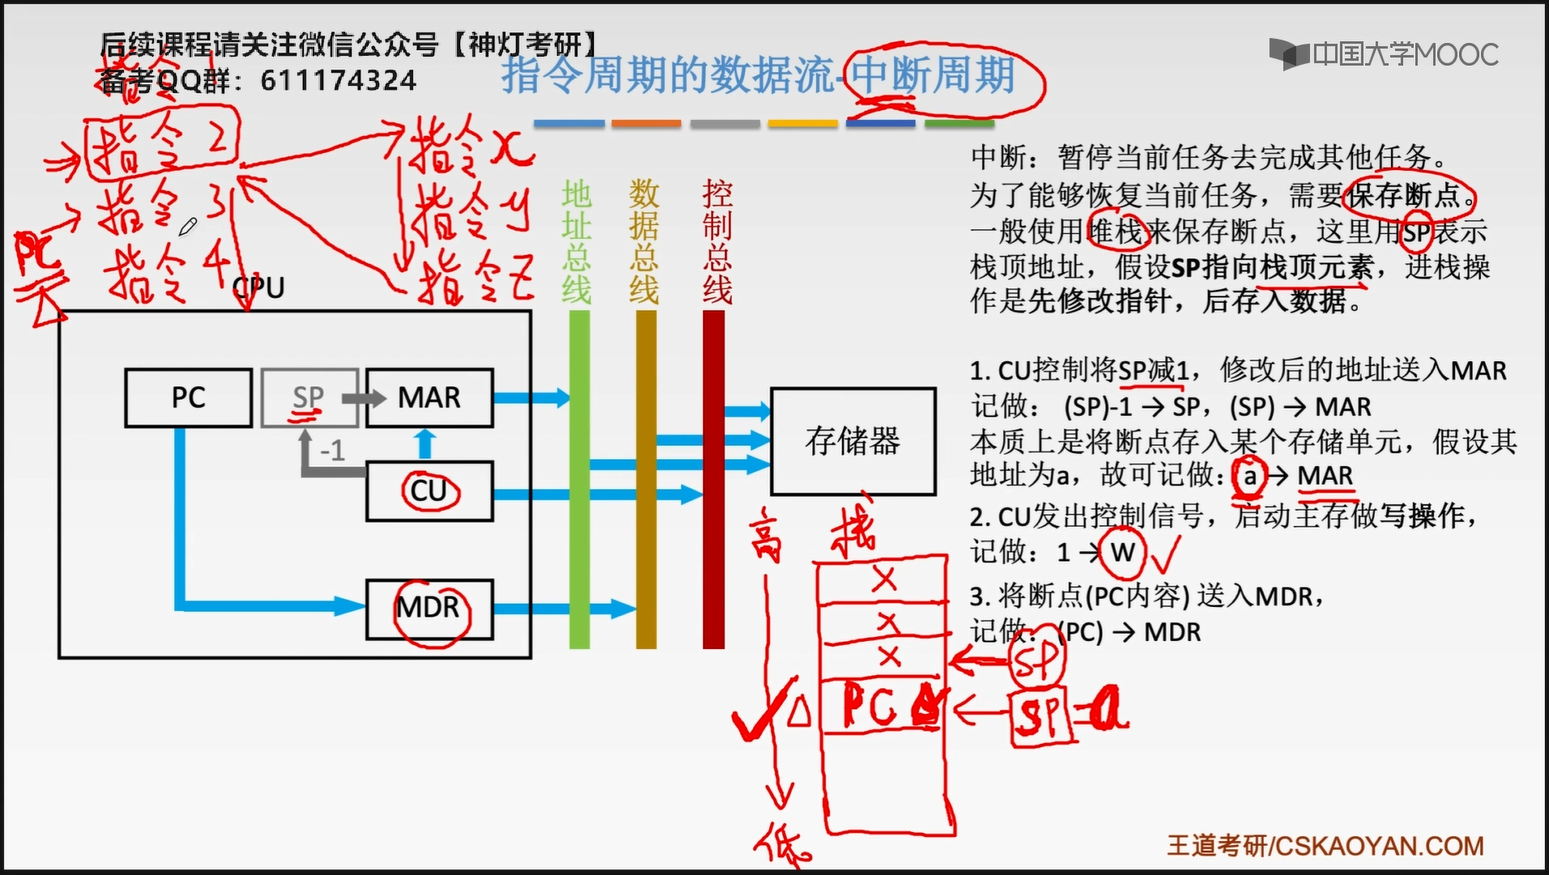 后续课程请关注微信公众号【神灯考研】
备考QQ群：611174324
中国大学MOOC
指令周期的数据流-中断周期
指令1
指令2
指令3
指令4
PC
指令x
指令y
指令z
地址总线
数据总线
控制总线
CPU
PC
SP
MAR
-1
CU
MDR
存储器
中断：暂停当前任务去完成其他任务。
为了能够恢复当前任务，需要保存断点。
一般使用堆栈来保存断点，这里用SP表示
栈顶地址，假设SP指向栈顶元素，进栈操
作是先修改指针，后存入数据。
1. CU控制将SP减1，修改后的地址送入MAR
记做： (SP)-1 → SP，(SP) → MAR
本质上是将断点存入某个存储单元，假设其
地址为a，故可记做：a → MAR
2. CU发出控制信号，启动主存做写操作，
记做：1 → W
3. 将断点(PC内容) 送入MDR，
记做：(PC) → MDR
高
栈
SP
PC
SP=a
低
王道考研/CSKAOYAN.COM